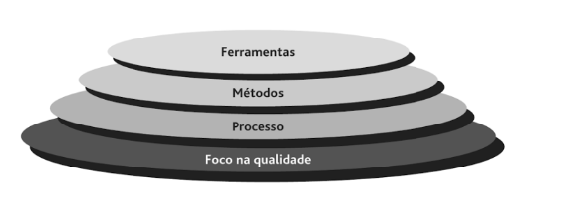 Ferramentas
Métodos
Processo
Foco na qualidade